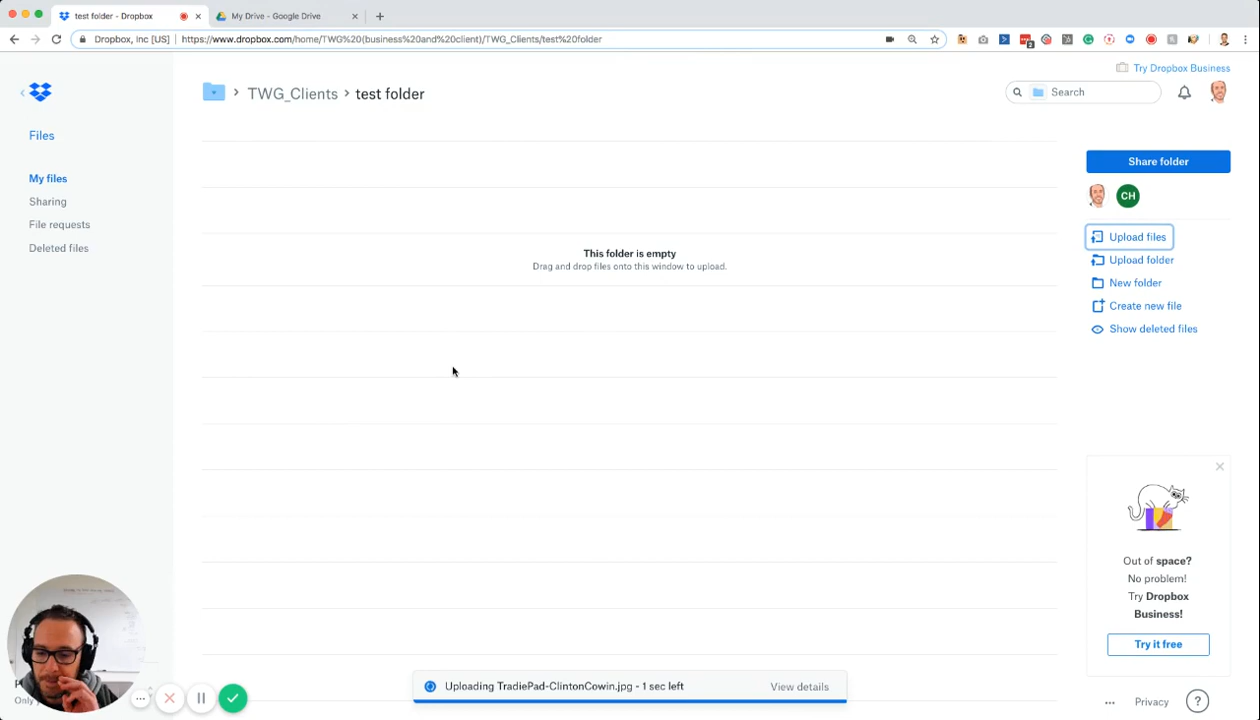 test folder - Dropbox
My Drive - Google Drive
Dropbox, Inc [US] | https://www.dropbox.com/home/TWG%20(business%20and%20client)/TWG_Clients/test%20folder
2
Try Dropbox Business
TWG_Clients › test folder
Search
Files
My files
Sharing
File requests
Deleted files
Share folder
CH
Upload files
Upload folder
New folder
Create new file
Show deleted files
This folder is empty
Drag and drop files onto this window to upload.
Out of space?
No problem!
Try Dropbox
Business!
Try it free
Uploading TradiePad-ClintonCowin.jpg - 1 sec left
View details
Only
Privacy
?